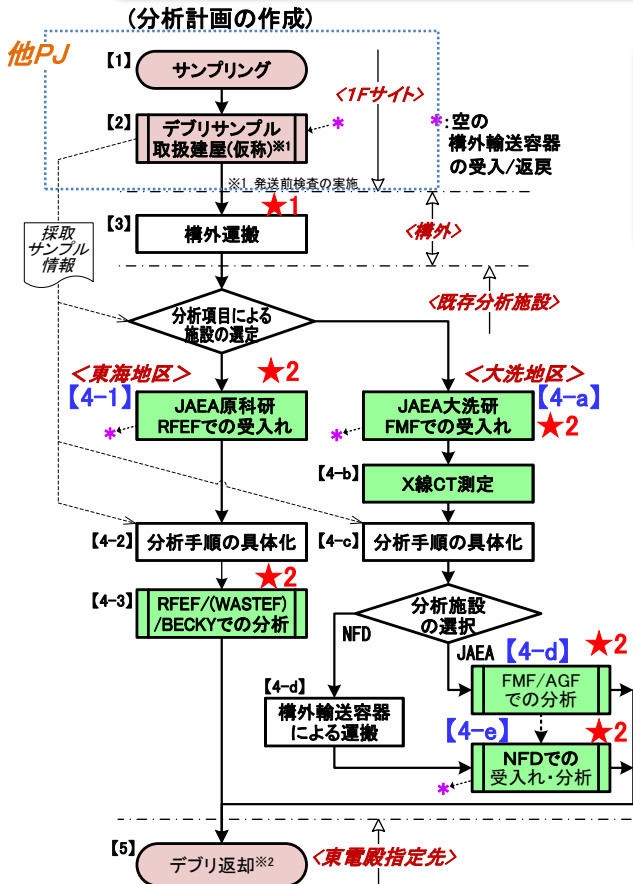 (分析計画の作成)
他PJ
【1】
サンプリング
<1Fサイト>
【2】
デブリサンプル
取扱建屋(仮称)※1
*
*:空の
構外輸送容器
の受入/返戻
※1 発送前検査の実施
★1
【3】
構外運搬
<構外>
採取
サンプル
情報
<既存分析施設>
分析項目による
施設の選定
<東海地区>
★2
<大洗地区>
【4-1】
JAEA原科研
RFEFでの受入れ
*
JAEA大洗研
FMFでの受入れ
*
【4-a】
★2
【4-b】
X線CT測定
【4-2】
分析手順の具体化
【4-c】
分析手順の具体化
★2
【4-3】
RFEF/(WASTEF)
/BECKYでの分析
分析施設
の選択
NFD
JAEA
【4-d】
★2
FMF/AGF
での分析
【4-d】
構外輸送容器
による運搬
【4-e】
★2
NFDでの
受入れ・分析
*
【5】
デブリ返却※2
<東電殿指定先>